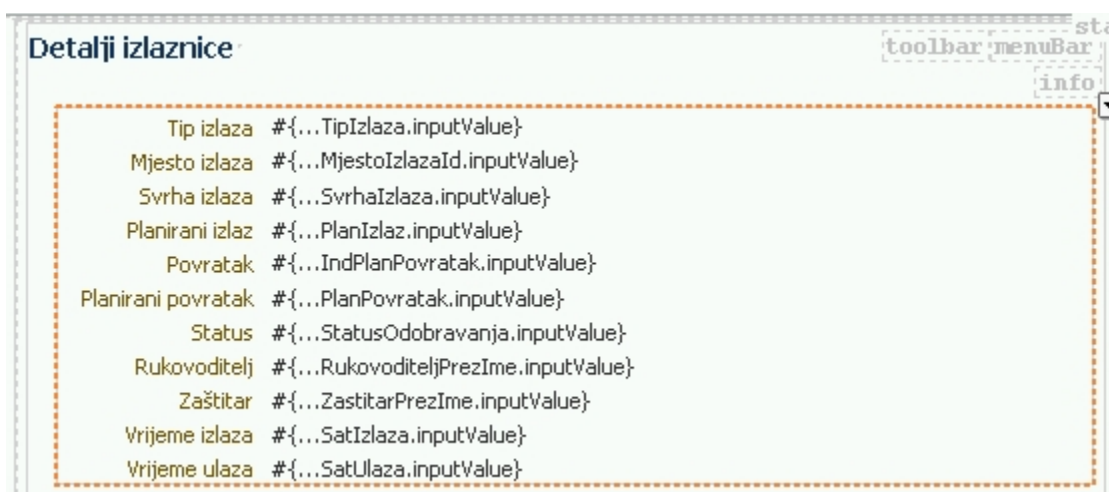 Detalji izlaznice
toolbar menuBar
info
Tip izlaza #{...TipIzlaza.inputValue}
Mjesto izlaza #{...MjestoIzlazaId.inputValue}
Svrha izlaza #{...SvrhaIzlaza.inputValue}
Planirani izlaz #{...PlanIzlaz.inputValue}
Povratak #{...IndPlanPovratak.inputValue}
Planirani povratak #{...PlanPovratak.inputValue}
Status #{...StatusOdobravanja.inputValue}
Rukovoditelj #{...RukovoditeljPrezIme.inputValue}
Zaštitar #{...ZastitarPrezIme.inputValue}
Vrijeme izlaza #{...SatIzlaza.inputValue}
Vrijeme ulaza #{...SatUlaza.inputValue}